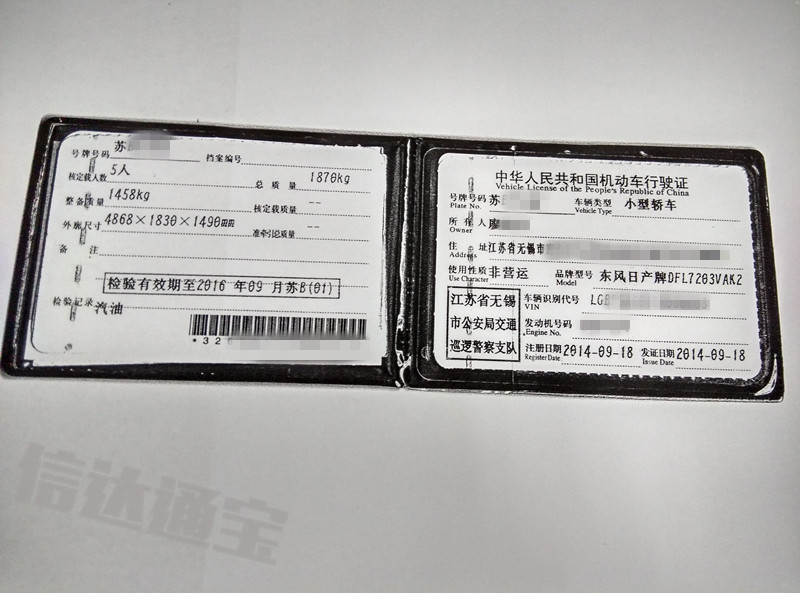 号牌号码 苏 档案编号
核定载人数 5人 总质量 1870kg
整备质量 1458kg 核定载质量 --
外廓尺寸 4868×1830×1490㎜ 准牵引总质量 --
备注
检验有效期至2016 年09 月苏B(01)
检验记录 汽油
*32
中华人民共和国机动车行驶证
Vehicle License of the People's Republic of China
号牌号码 苏 车辆类型 小型轿车
Plate No. Vehicle Type
所有人 廖
Owner
住址 江苏省无锡市
Address
使用性质 非营运 品牌型号 东风日产牌DFL7203VAK2
Use Character Model
江苏省无锡
市公安局交通
巡逻警察支队
车辆识别代号 LG
VIN
发动机号码
Engine No.
注册日期 2014-09-18 发证日期 2014-09-18
Register Date Issue Date
信达通宝